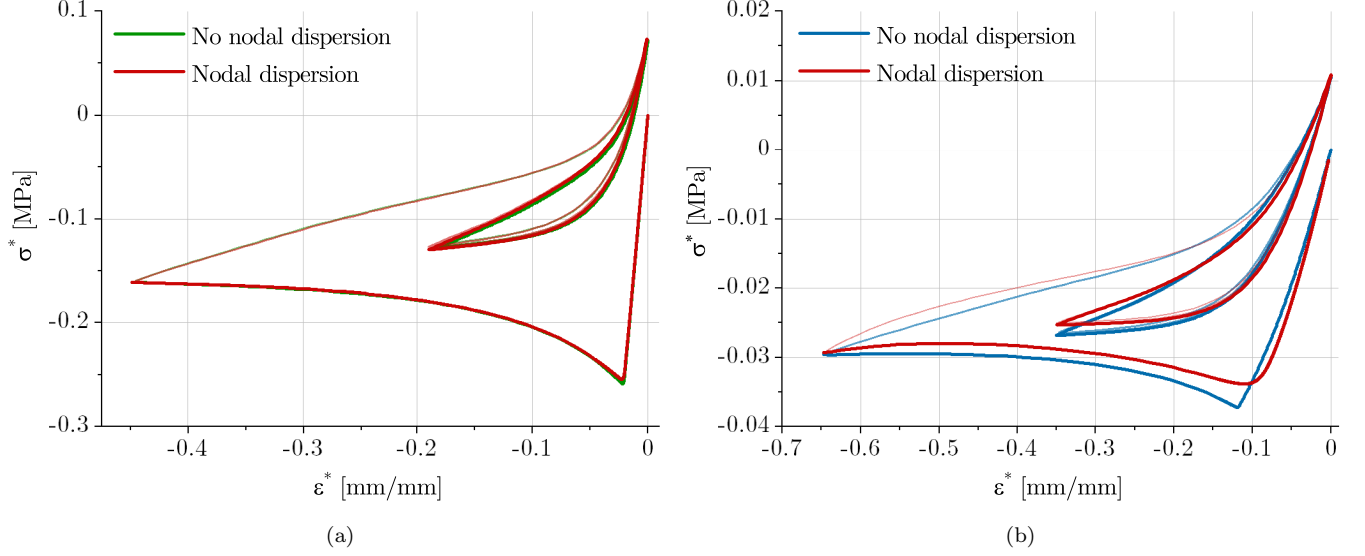 0.1
0
-0.1
-0.2
-0.3
-0.4
-0.3
-0.2
-0.1
0
σ* [MPa]
ε* [mm/mm]
No nodal dispersion
Nodal dispersion
(a)
0.02
0.01
0
-0.01
-0.02
-0.03
-0.04
-0.7
-0.6
-0.5
-0.4
-0.3
-0.2
-0.1
0
σ* [MPa]
ε* [mm/mm]
No nodal dispersion
Nodal dispersion
(b)